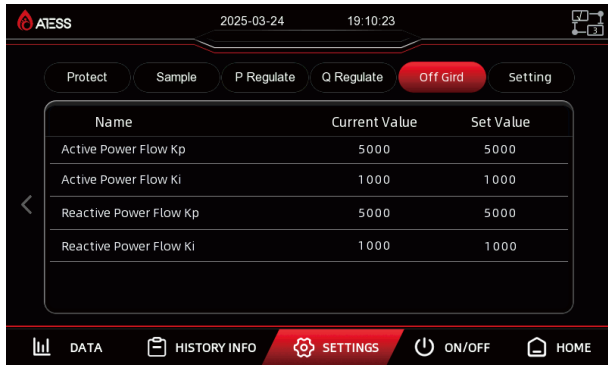 ATESS 2025-03-24 19:10:23
3
Protect Sample P Regulate Q Regulate Off Gird Setting
Name Current Value Set Value
Active Power Flow Kp 5000 5000
Active Power Flow Ki 1000 1000
Reactive Power Flow Kp 5000 5000
Reactive Power Flow Ki 1000 1000
DATA HISTORY INFO SETTINGS ON/OFF HOME